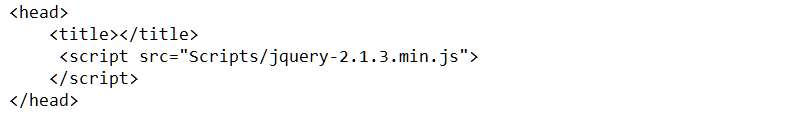 <head>
    <title></title>
     <script src="Scripts/jquery-2.1.3.min.js">
    </script>
</head>